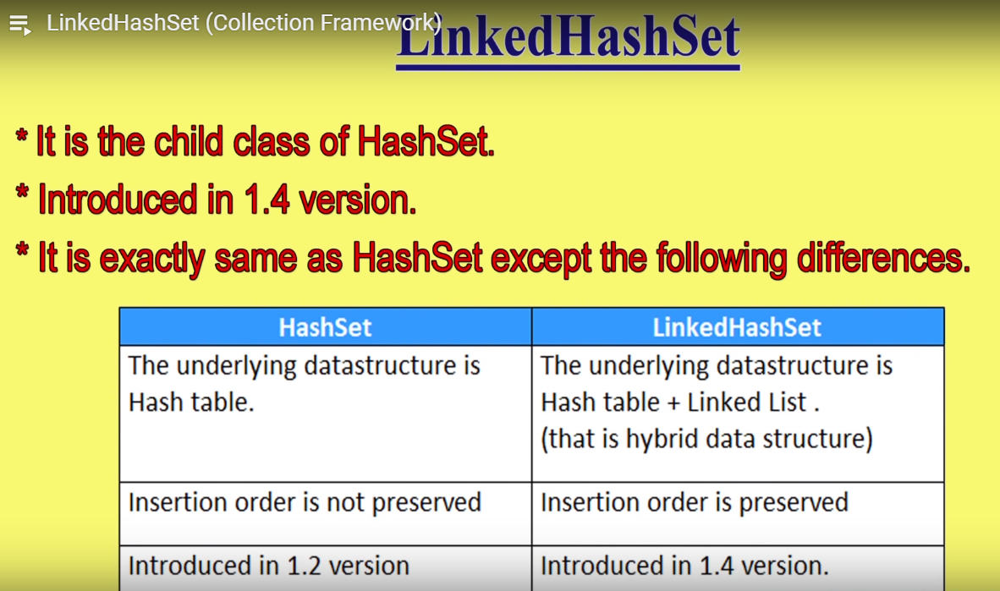 LinkedHashSet (Collection Framework)
LinkedHashSet
* It is the child class of HashSet.
* Introduced in 1.4 version.
* It is exactly same as HashSet except the following differences.
HashSet
LinkedHashSet
The underlying datastructure is
Hash table.
The underlying datastructure is
Hash table + Linked List .
(that is hybrid data structure)
Insertion order is not preserved
Insertion order is preserved
Introduced in 1.2 version
Introduced in 1.4 version.